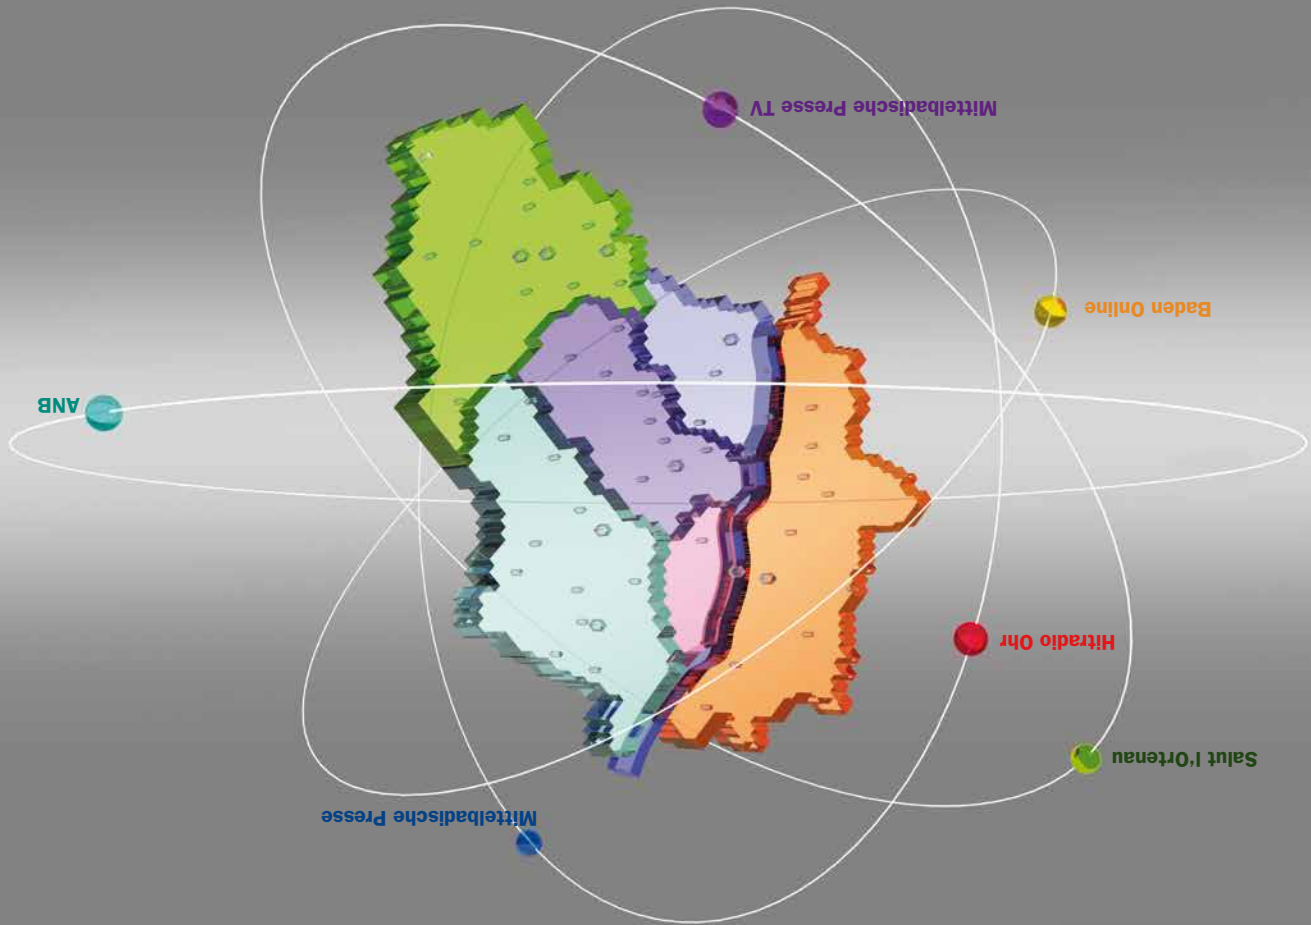 Mittelbadische Presse
Salut l'Ortenau
Hitradio Ohr
ANB
Baden Online
Mittelbadische Presse TV